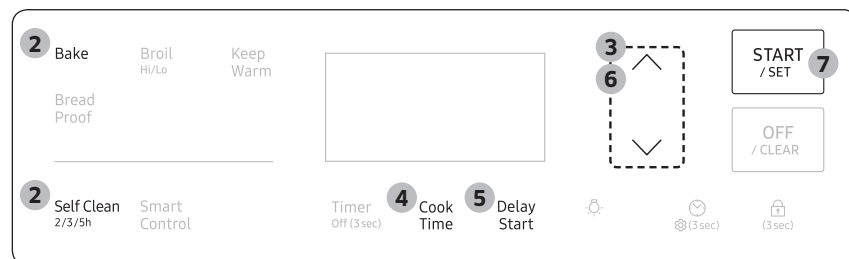 2 Bake Broil Keep 3 START 7
Hi/Lo Warm 6 / SET
Bread
Proof
OFF
/ CLEAR
2 Self Clean Smart Timer 4 Cook 5 Delay
2/3/5h Control Off (3 sec) Time Start (3 sec) (3 sec)